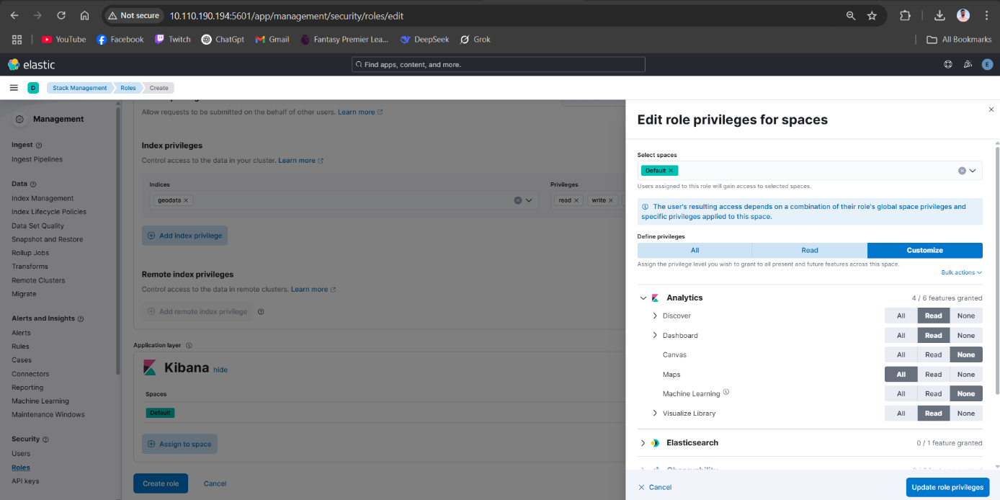 Not secure 10.110.190.194:5601/app/management/security/roles/edit
YouTube Facebook Twitch ChatGpt Gmail Fantasy Premier Lea... DeepSeek Grok All Bookmarks
elastic Find apps, content, and more. E
D Stack Management Roles Create
Management
Ingest
Ingest Pipelines
Data
Index Management
Index Lifecycle Policies
Data Set Quality
Snapshot and Restore
Rollup Jobs
Transforms
Remote Clusters
Migrate
Alerts and Insights
Alerts
Rules
Cases
Connectors
Reporting
Machine Learning
Maintenance Windows
Security
Users
Roles
API keys
Allow requests to be submitted on the behalf of other users. Learn more
Index privileges
Control access to the data in your cluster. Learn more
Indices Privileges
geodata read write
Add index privilege
Remote index privileges
Control access to the data in remote clusters. Learn more
Add remote index privilege
Application layer
Kibana hide
Spaces
Default
Assign to space
Create role Cancel
Edit role privileges for spaces
Select spaces
Default
Users assigned to this role will gain access to selected spaces.
The user's resulting access depends on a combination of their role's global space privileges and
specific privileges applied to this space.
Define privileges
All Read Customize
Assign the privilege level you wish to grant to all present and future features across this space.
Bulk actions
Analytics 4 / 6 features granted
Discover All Read None
Dashboard All Read None
Canvas All Read None
Maps All Read None
Machine Learning All Read None
Visualize Library All Read None
Elasticsearch 0 / 1 feature granted
Cancel Update role privileges